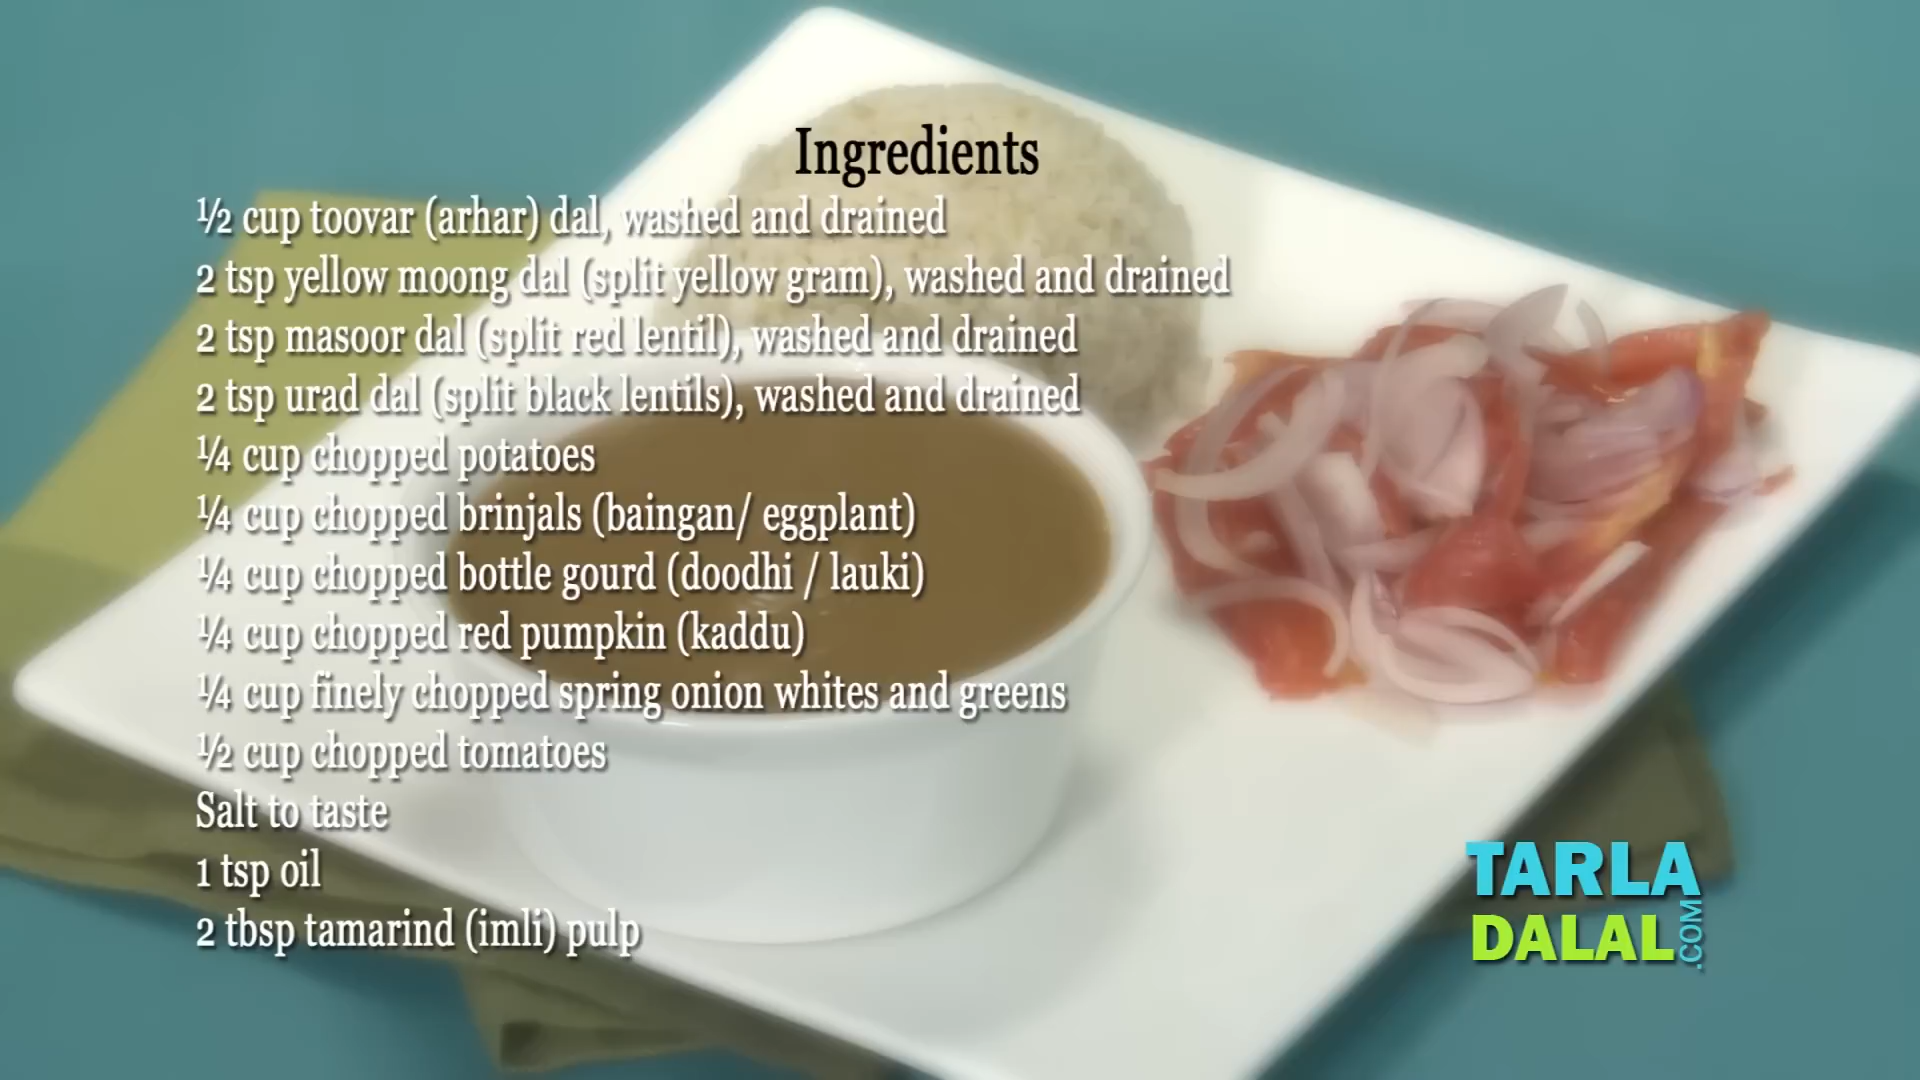 Ingredients
½ cup toovar (arhar) dal, washed and drained
2 tsp yellow moong dal (split yellow gram), washed and drained
2 tsp masoor dal (split red lentil), washed and drained
2 tsp urad dal (split black lentils), washed and drained
¼ cup chopped potatoes
¼ cup chopped brinjals (baingan/ eggplant)
¼ cup chopped bottle gourd (doodhi / lauki)
¼ cup chopped red pumpkin (kaddu)
¼ cup finely chopped spring onion whites and greens
½ cup chopped tomatoes
Salt to taste
1 tsp oil
2 tbsp tamarind (imli) pulp
TARLA
DALAL
.COM